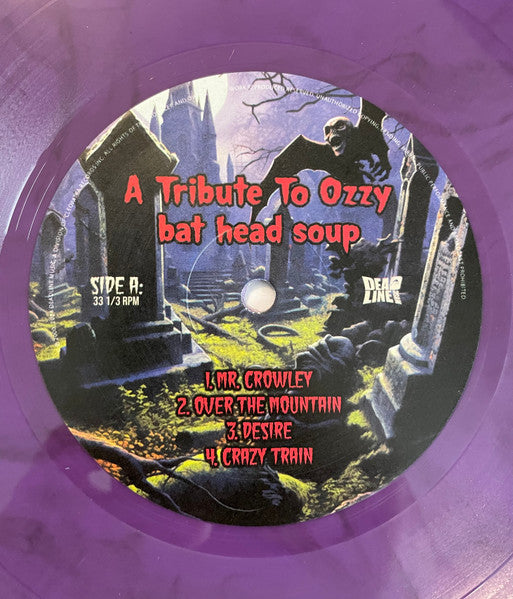 A Tribute To Ozzy
bat head soup
SIDE A:
33 1/3 RPM
DEAD
LINE
1. MR. CROWLEY
2. OVER THE MOUNTAIN
3. DESIRE
4. CRAZY TRAIN